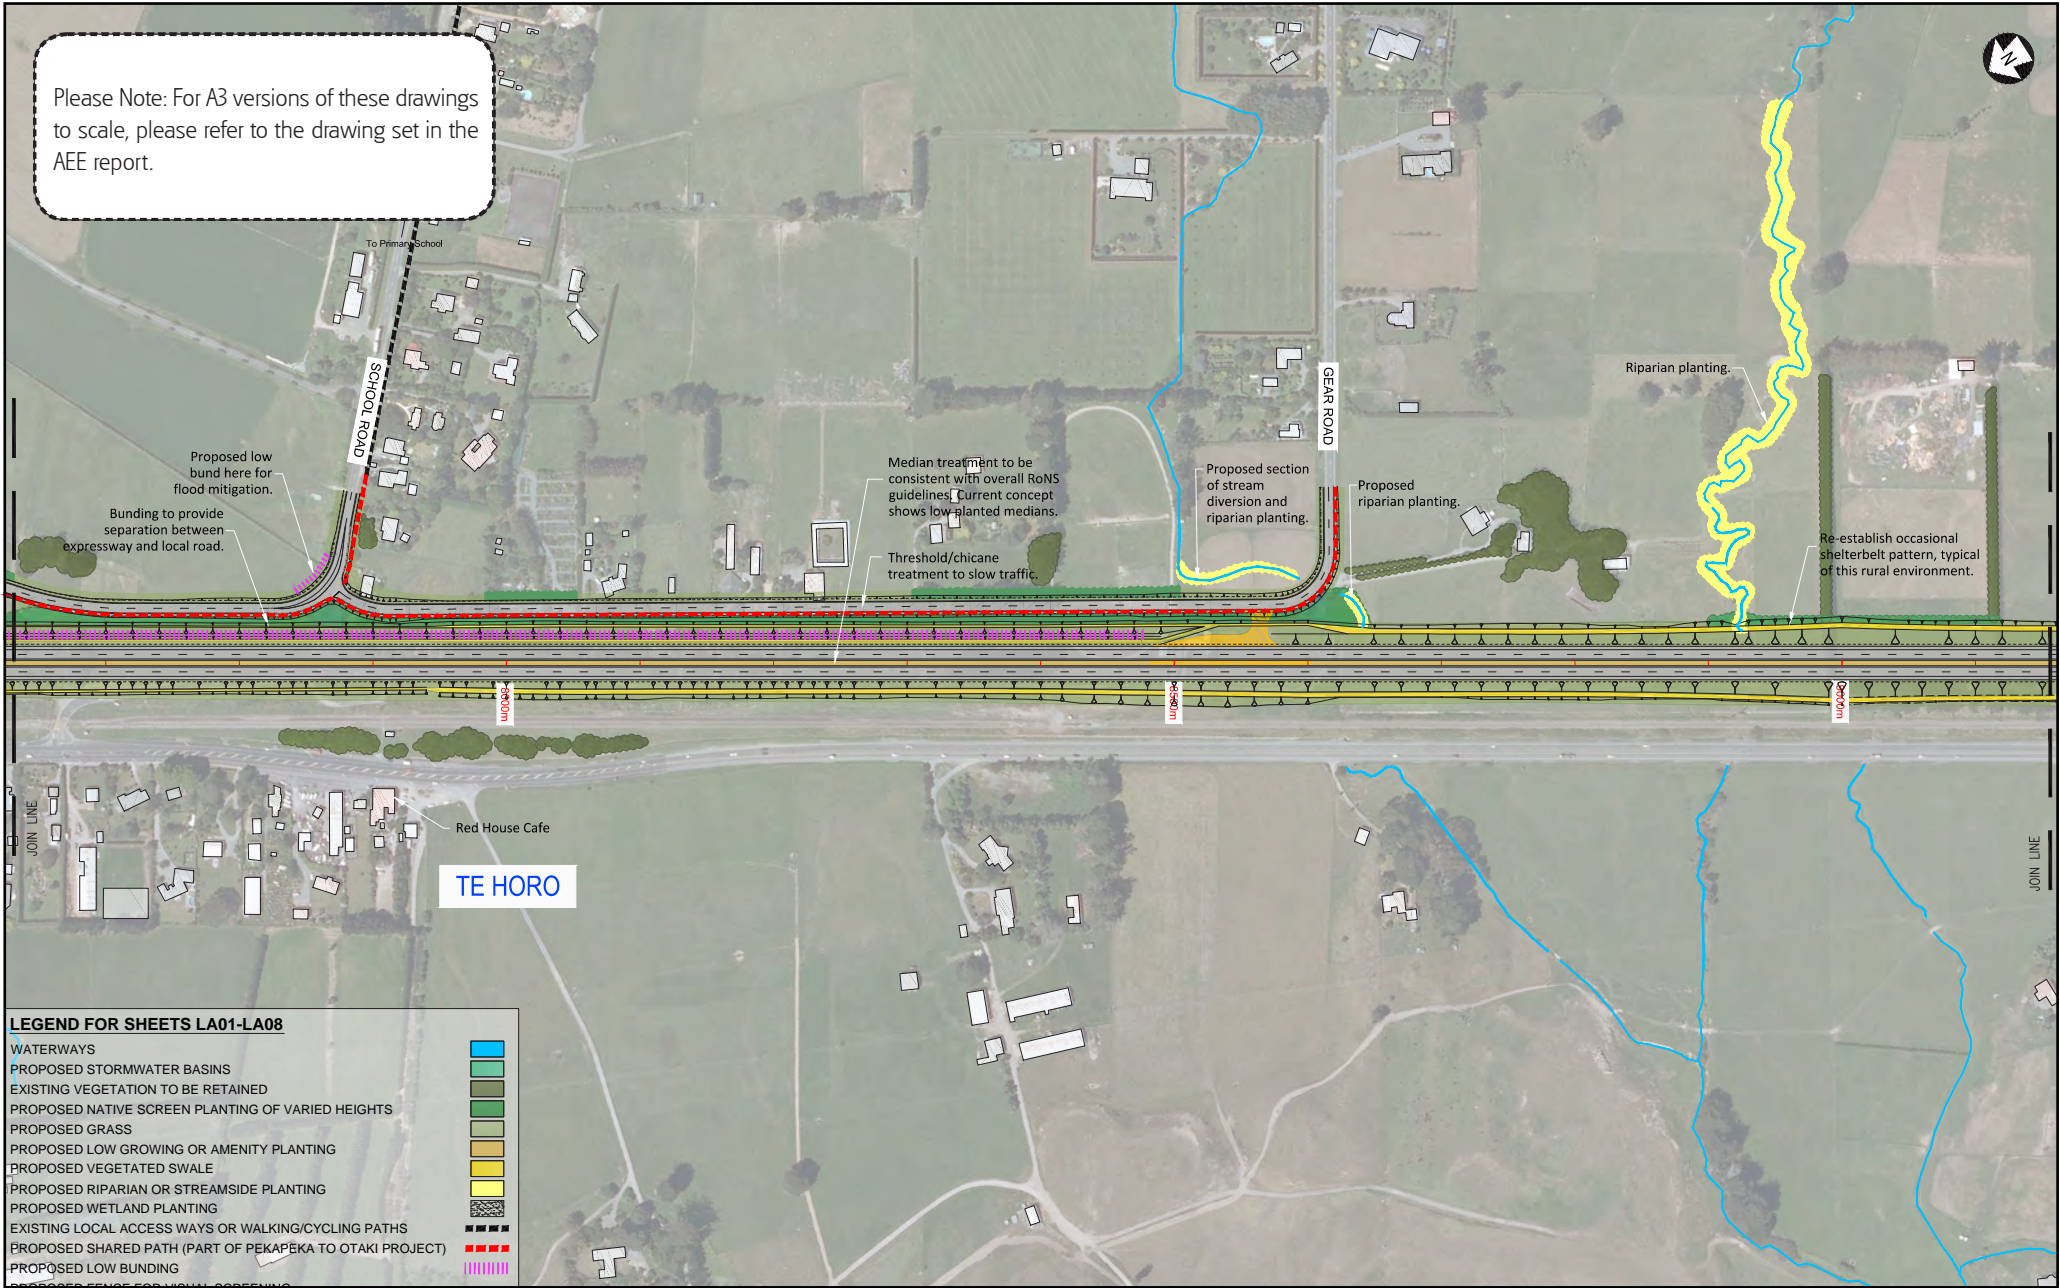 Please Note: For A3 versions of these drawings
to scale, please refer to the drawing set in the
AEE report.
N
To Primary School
SCHOOL ROAD
GEAR ROAD
Riparian planting.
Proposed low
bund here for
flood mitigation.
Bunding to provide
separation between
expressway and local road.
Median treatment to be
consistent with overall RoNS
guidelines. Current concept
shows low planted medians.
Threshold/chicane
treatment to slow traffic.
Proposed section
of stream
diversion and
riparian planting.
Proposed
riparian planting.
Re-establish occasional
shelterbelt pattern, typical
of this rural environment.
8000m
8500m
9000m
JOIN LINE
Red House Cafe
TE HORO
JOIN LINE
LEGEND FOR SHEETS LA01-LA08
WATERWAYS
PROPOSED STORMWATER BASINS
EXISTING VEGETATION TO BE RETAINED
PROPOSED NATIVE SCREEN PLANTING OF VARIED HEIGHTS
PROPOSED GRASS
PROPOSED LOW GROWING OR AMENITY PLANTING
PROPOSED VEGETATED SWALE
PROPOSED RIPARIAN OR STREAMSIDE PLANTING
PROPOSED WETLAND PLANTING
EXISTING LOCAL ACCESS WAYS OR WALKING/CYCLING PATHS
PROPOSED SHARED PATH (PART OF PEKAPEKA TO OTAKI PROJECT)
PROPOSED LOW BUNDING
PROPOSED FENCE FOR VISUAL SCREENING